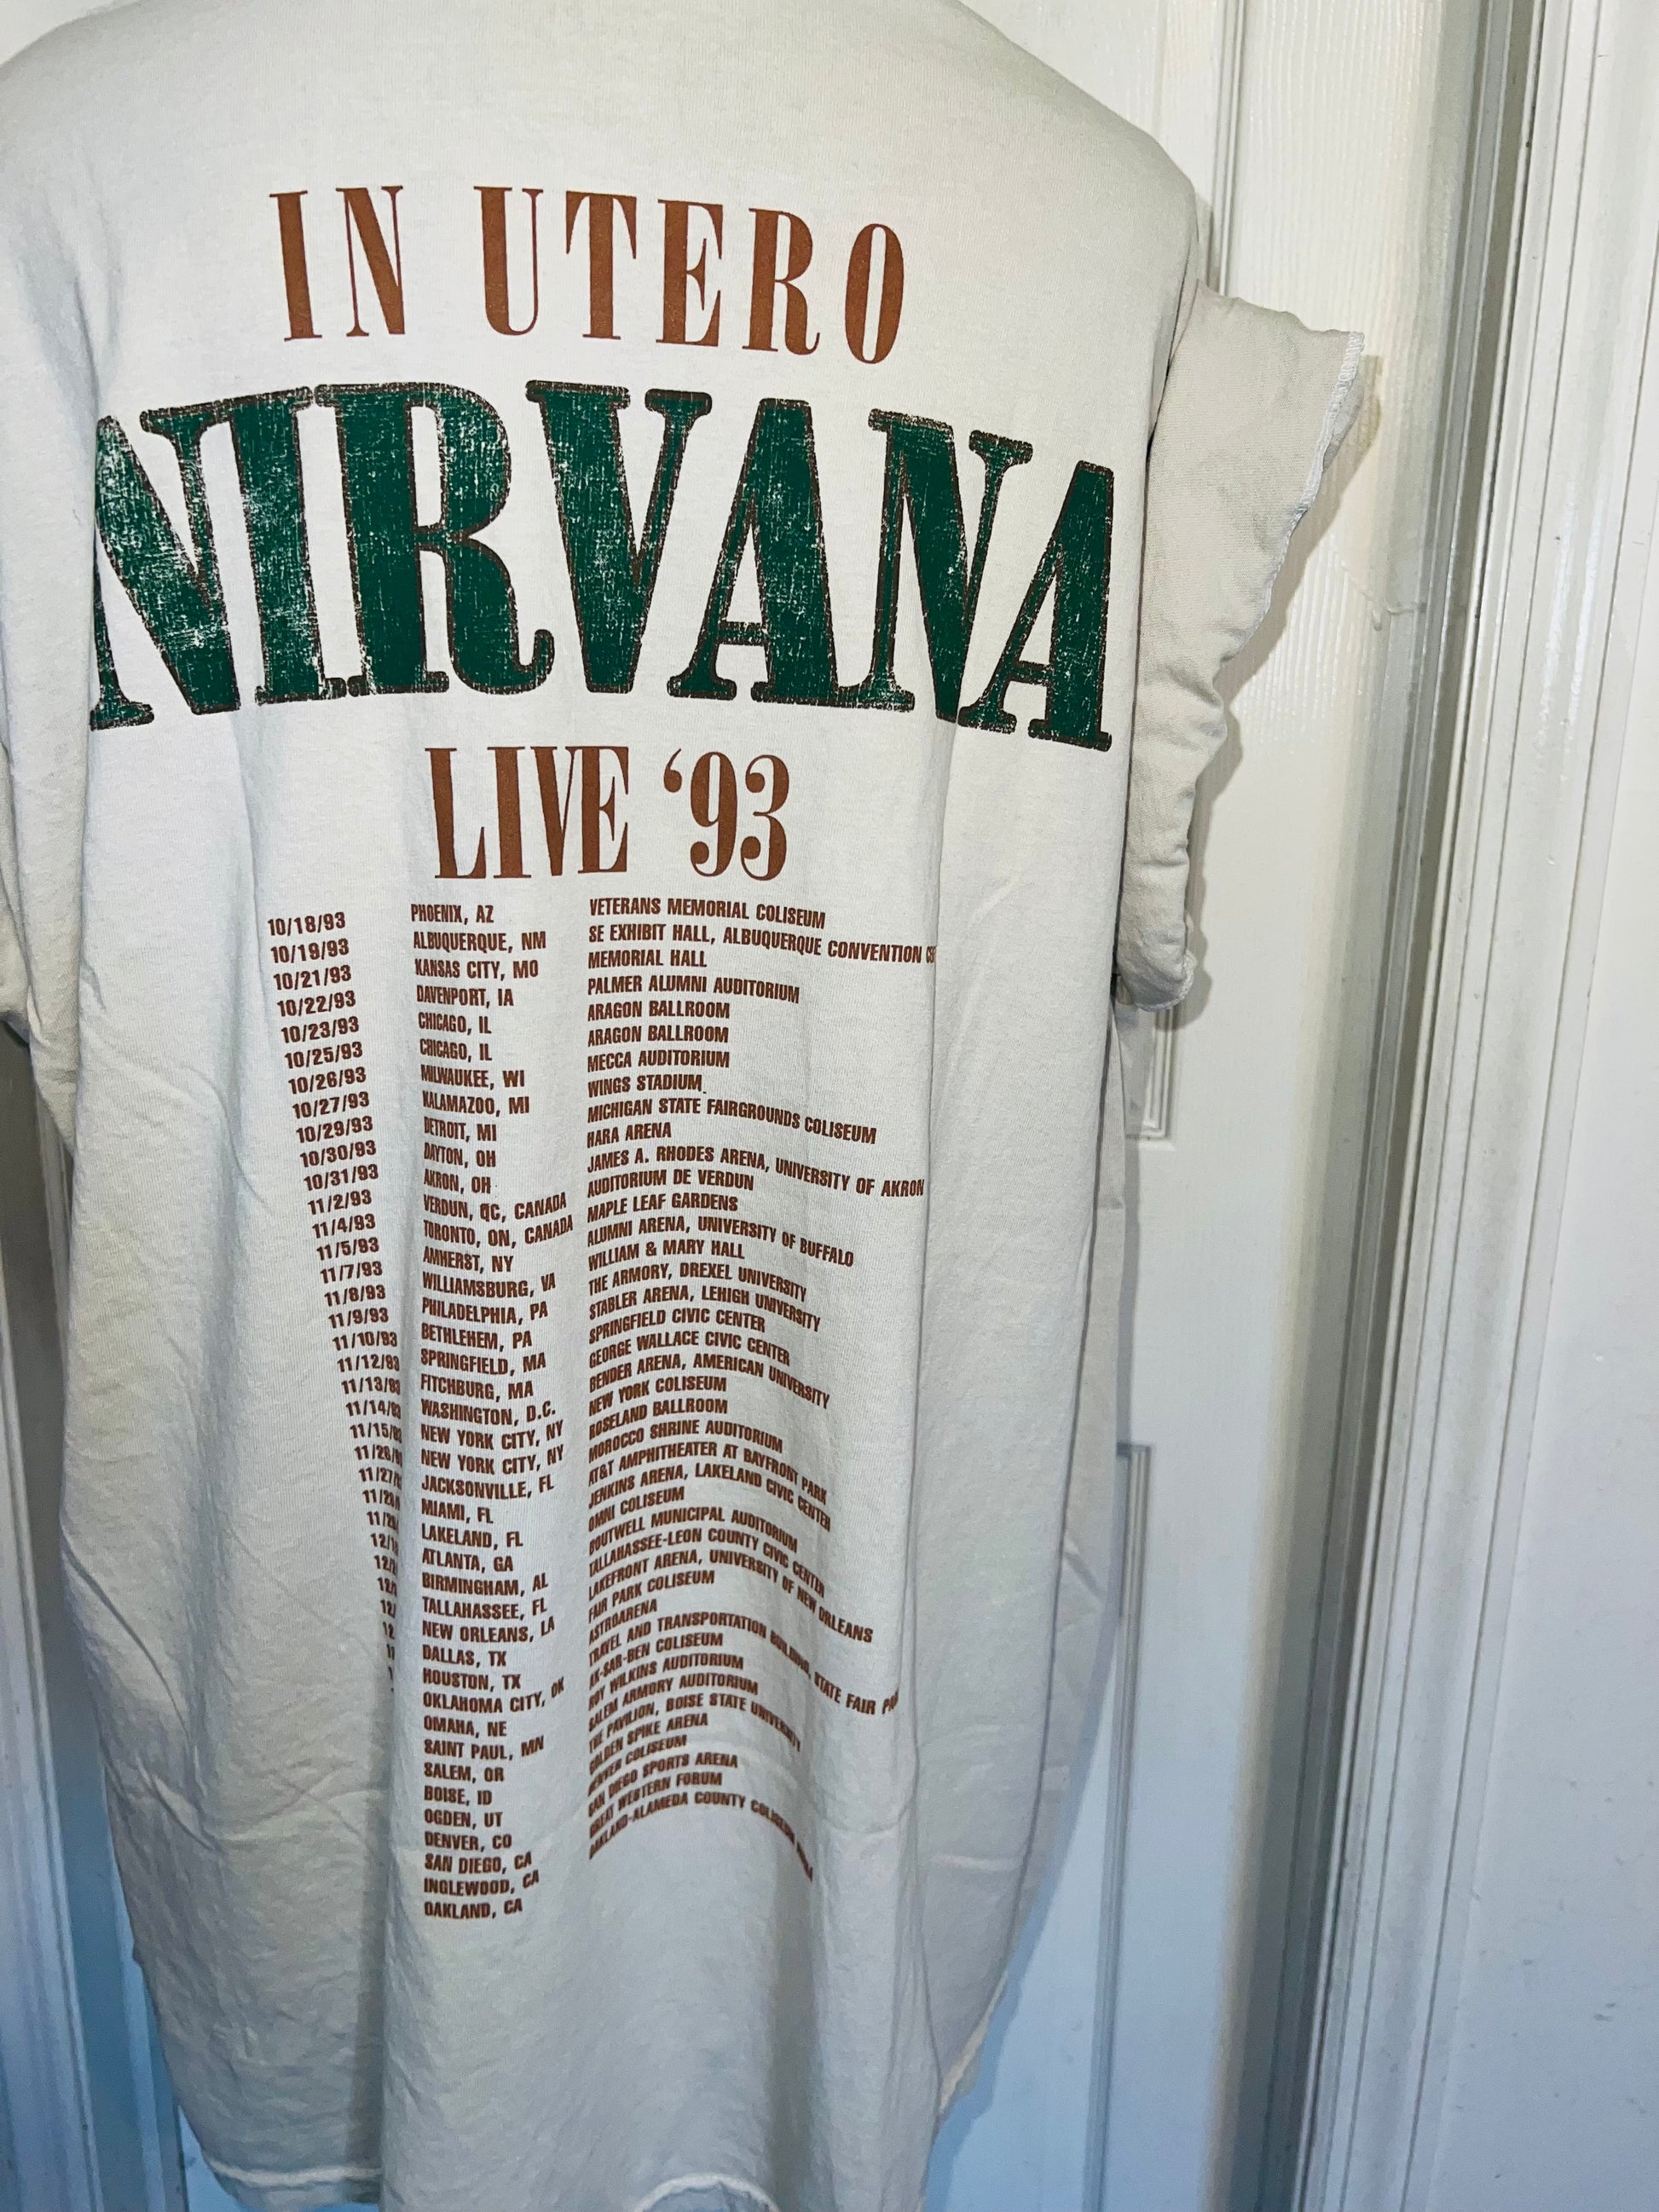 IN UTERO
NIRVANA
LIVE ‘93
10/18/93 PHOENIX, AZ VETERANS MEMORIAL COLISEUM
10/19/93 ALBUQUERQUE, NM SE EXHIBIT HALL, ALBUQUERQUE CONVENTION
10/21/93 KANSAS CITY, MO MEMORIAL HALL
10/22/93 DAVENPORT, IA PALMER ALUMNI AUDITORIUM
10/23/93 CHICAGO, IL ARAGON BALLROOM
10/25/93 CHICAGO, IL ARAGON BALLROOM
10/26/93 MILWAUKEE, WI MECCA AUDITORIUM
10/27/93 KALAMAZOO, MI WINGS STADIUM
10/29/93 DETROIT, MI MICHIGAN STATE FAIRGROUNDS COLISEUM
10/30/93 DAYTON, OH HARA ARENA
10/31/93 AKRON, OH JAMES A. RHODES ARENA, UNIVERSITY OF AKRON
11/2/93 VERDUN, QC, CANADA AUDITORIUM DE VERDUN
11/4/93 TORONTO, ON, CANADA MAPLE LEAF GARDENS
11/5/93 AMHERST, NY ALUMNI ARENA, UNIVERSITY OF BUFFALO
11/7/93 WILLIAMSBURG, VA WILLIAM & MARY HALL
11/8/93 PHILADELPHIA, PA THE ARMORY, DREXEL UNIVERSITY
11/9/93 BETHLEHEM, PA STABLER ARENA, LEHIGH UNIVERSITY
11/10/93 SPRINGFIELD, MA SPRINGFIELD CIVIC CENTER
11/12/93 FITCHBURG, MA GEORGE WALLACE CIVIC CENTER
11/13/93 WASHINGTON, D.C. BENDER ARENA, AMERICAN UNIVERSITY
11/14/93 NEW YORK CITY, NY NEW YORK COLISEUM
11/15/93 NEW YORK CITY, NY ROSELAND BALLROOM
JACKSONVILLE, FL MOROCCO SHRINE AUDITORIUM
MIAMI, FL AT&T AMPHITHEATER AT BAYFRONT PARK
LAKELAND, FL JENKINS ARENA, LAKELAND CIVIC CENTER
ATLANTA, GA OMNI COLISEUM
BIRMINGHAM, AL BOUTWELL MUNICIPAL AUDITORIUM
TALLAHASSEE, FL TALLAHASSEE-LEON COUNTY CIVIC CENTER
NEW ORLEANS, LA LAKEFRONT ARENA, UNIVERSITY OF NEW ORLEANS
DALLAS, TX FAIR PARK COLISEUM
HOUSTON, TX ASTROARENA
OKLAHOMA CITY, OK TRAVEL AND TRANSPORTATION BUILDING, STATE FAIR
OMAHA, NE AK-SAR-BEN COLISEUM
SAINT PAUL, MN ROY WILKINS AUDITORIUM
SALEM, OR SALEM ARMORY AUDITORIUM
BOISE, ID THE PAVILION, BOISE STATE UNIVERSITY
OGDEN, UT GOLDEN SPIKE ARENA
DENVER, CO DENVER COLISEUM
SAN DIEGO, CA SAN DIEGO SPORTS ARENA
INGLEWOOD, CA GREAT WESTERN FORUM
OAKLAND, CA OAKLAND-ALAMEDA COUNTY COLISEUM